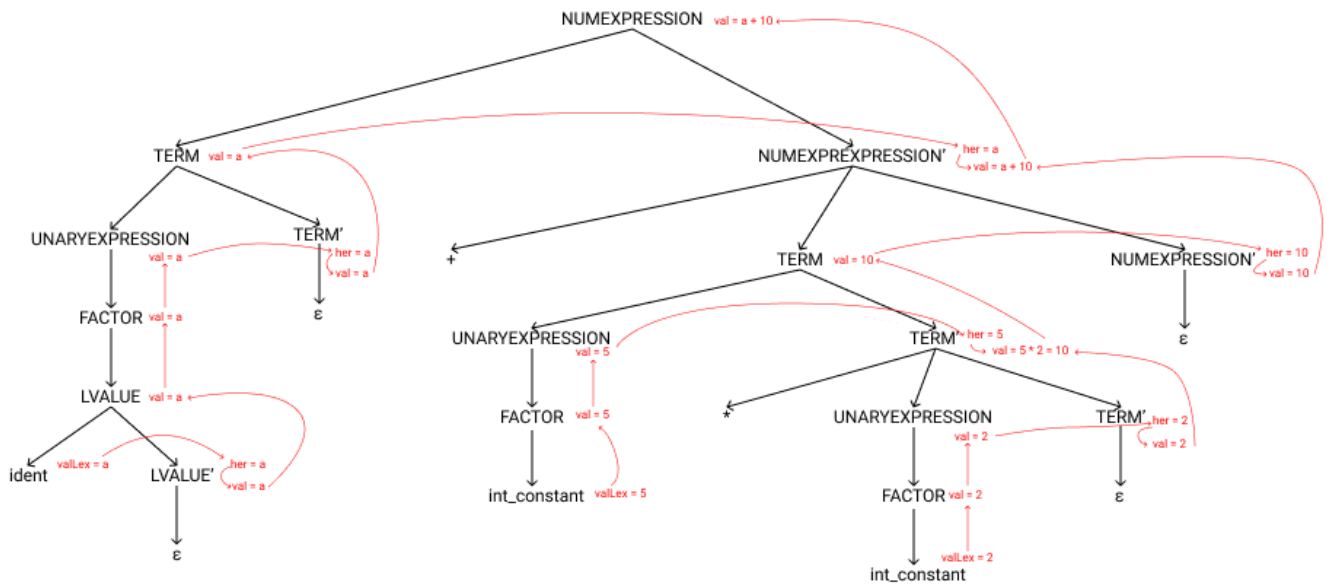 NUMEXPRESSION val = a + 10
TERM val = a
NUMEXPREXPRESSION' her = a
val = a + 10
UNARYEXPRESSION
val = a
TERM'
her = a
val = a
+
TERM val = 10
NUMEXPRESSION' her = 10
val = 10
FACTOR val = a
ε
UNARYEXPRESSION
val = 5
TERM' her = 5
val = 5 * 2 = 10
ε
LVALUE val = a
FACTOR val = 5
*
UNARYEXPRESSION
val = 2
TERM' her = 2
val = 2
ident valLex = a
LVALUE' her = a
val = a
int_constant valLex = 5
FACTOR val = 2
ε
ε
valLex = 2
int_constant